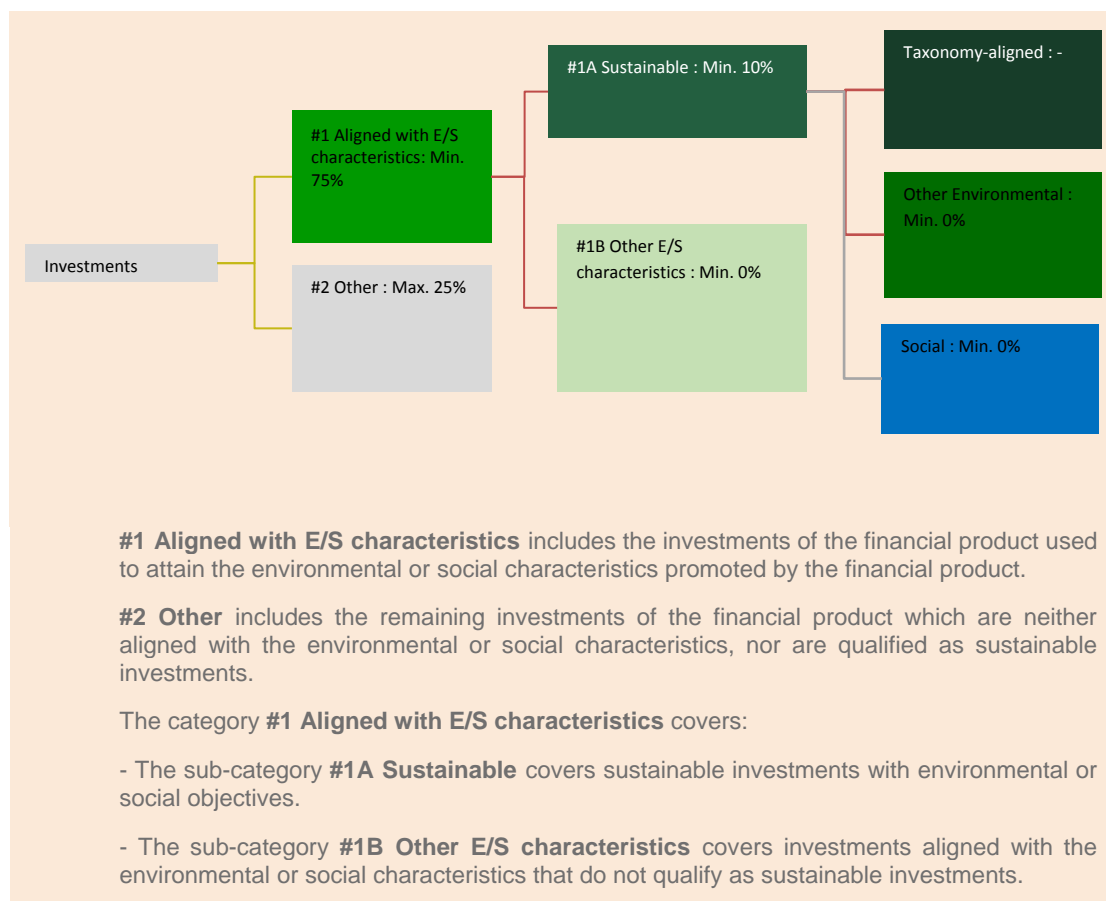 Taxonomy-aligned : -
#1A Sustainable : Min. 10%
#1 Aligned with E/S
characteristics: Min.
75%
Other Environmental :
Min. 0%
#1B Other E/S
characteristics : Min. 0%
Investments
#2 Other : Max. 25%
Social : Min. 0%
#1 Aligned with E/S characteristics includes the investments of the financial product used
to attain the environmental or social characteristics promoted by the financial product.
#2 Other includes the remaining investments of the financial product which are neither
aligned with the environmental or social characteristics, nor are qualified as sustainable
investments.
The category #1 Aligned with E/S characteristics covers:
- The sub-category #1A Sustainable covers sustainable investments with environmental or
social objectives.
- The sub-category #1B Other E/S characteristics covers investments aligned with the
environmental or social characteristics that do not qualify as sustainable investments.